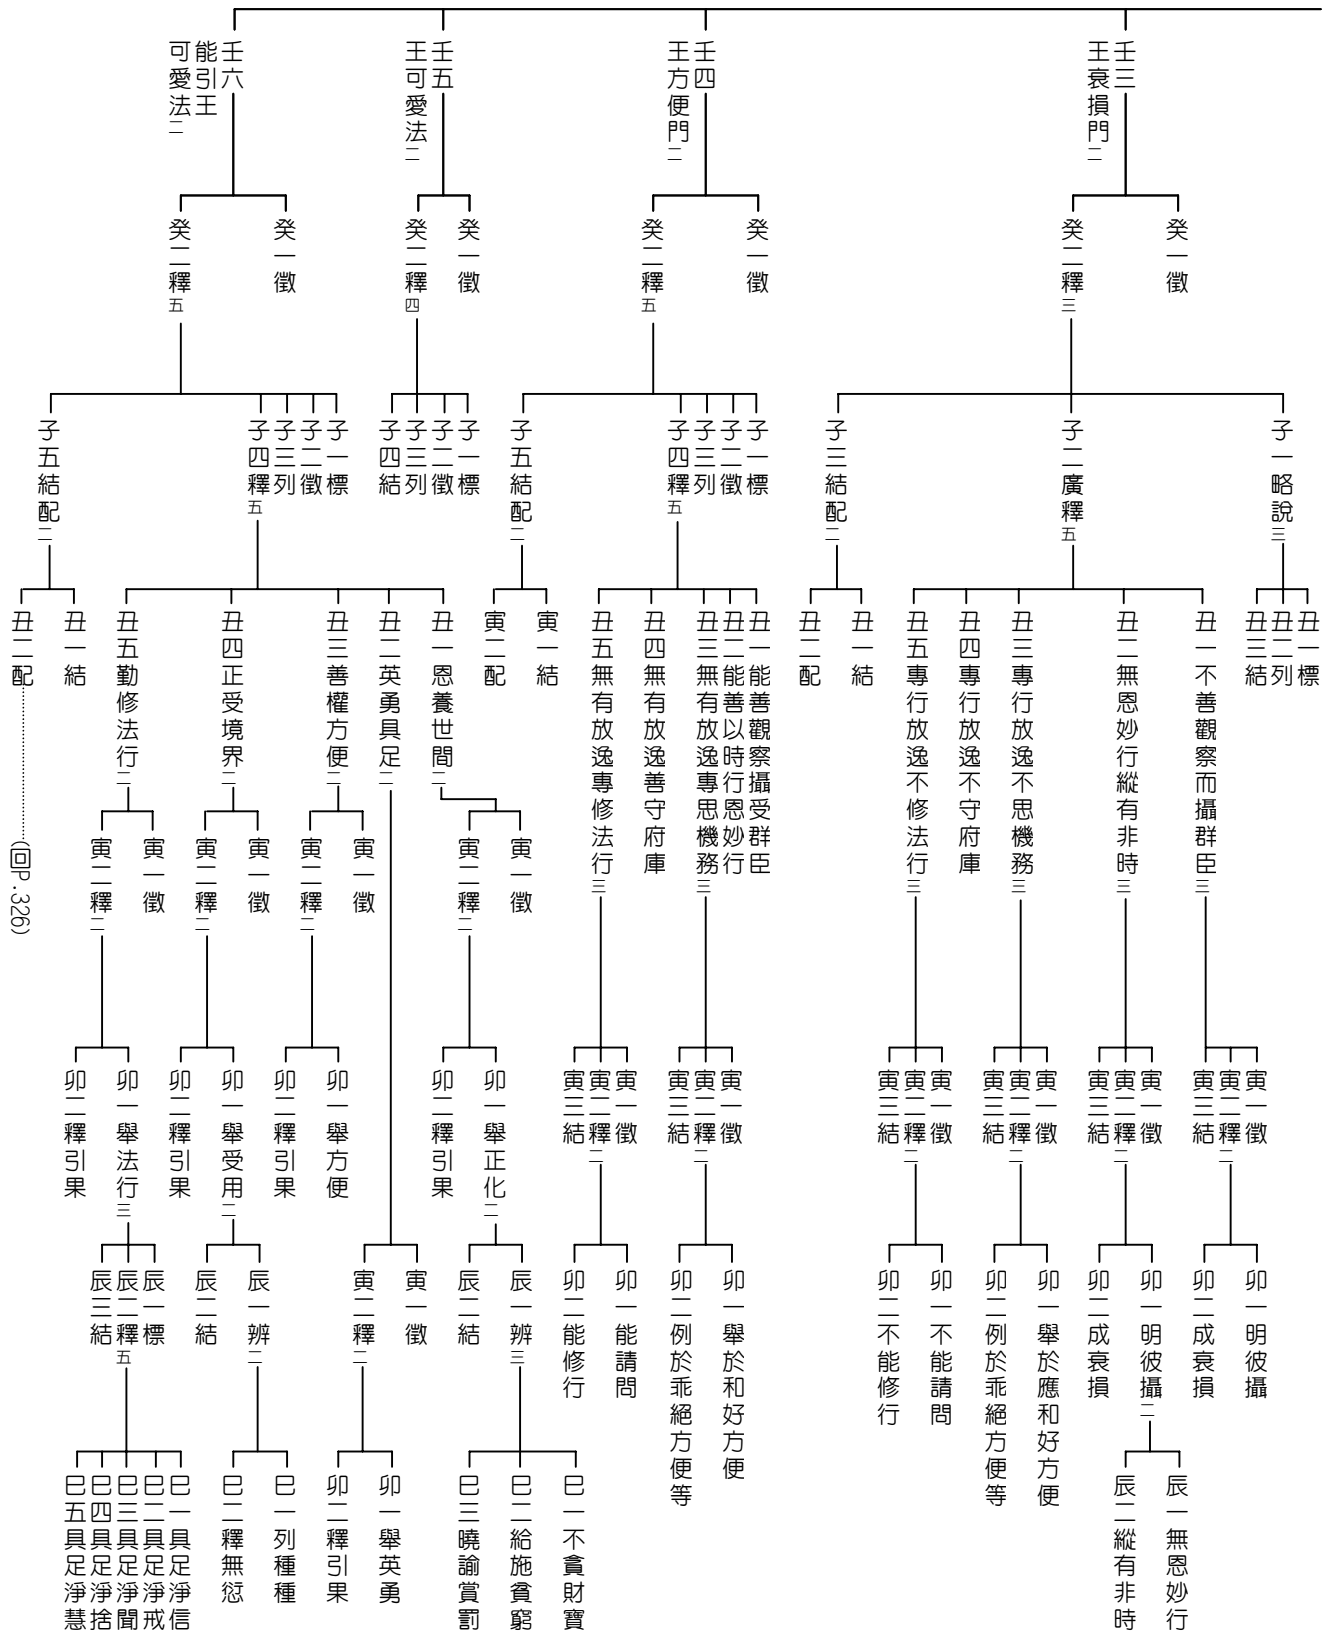 壬三
王衰損門二
癸一徵
癸二釋三
子一略說三
丑一標
丑二列
丑三結
子二廣釋五
丑一不善觀察而攝群臣三
寅一徵
寅二釋二
卯一明彼攝
卯二成衰損
寅三結
丑二無恩妙行縱有非時三
寅一徵
寅二釋二
卯一明彼攝二
辰一無恩妙行
辰二縱有非時
卯二成衰損
寅三結
丑三專行放逸不思機務三
寅一徵
寅二釋二
卯一舉於應和好方便
卯二例於乖絕方便等
寅三結
丑四專行放逸不守府庫
丑五專行放逸不修法行三
寅一徵
寅二釋二
卯一不能請問
卯二不能修行
寅三結
子三結配二
丑一結
丑二配
壬四
王方便門二
癸一徵
癸二釋五
子一標
子二徵
子三列
子四釋五
丑一能善觀察攝受群臣
丑二能善以時行恩妙行
丑三無有放逸專思機務三
寅一徵
寅二釋二
卯一舉於和好方便
卯二例於乖絕方便等
寅三結
丑四無有放逸善守府庫
丑五無有放逸專修法行三
寅一徵
寅二釋二
卯一能請問
卯二能修行
寅三結
子五結配二
寅一結
寅二配
壬五
王可愛法二
癸一徵
癸二釋四
子一標
子二徵
子三列
子四結
壬六
能引王
可愛法二
癸一徵
癸二釋五
子一標
子二徵
子三列
子四釋五
丑一恩養世間二
寅一徵
寅二釋二
卯一舉正化二
辰一辨三
巳一不貪財寶
巳二給施貧窮
巳三曉諭賞罰
辰二結
卯二釋引果
丑二英勇具足二
寅一徵
寅二釋二
卯一舉英勇
卯二釋引果
丑三善權方便二
寅一徵
寅二釋二
卯一舉方便
卯二釋引果
丑四正受境界二
寅一徵
寅二釋二
卯一舉受用二
辰一辨二
巳一列種種
巳二釋無愆
辰二結
卯二釋引果
丑五勤修法行二
寅一徵
寅二釋二
卯一舉法行三
辰一標
辰二釋五
巳一具足淨信
巳二具足淨戒
巳三具足淨聞
巳四具足淨捨
巳五具足淨慧
辰三結
卯二釋引果
子五結配二
丑一結
丑二配
(回P.326)